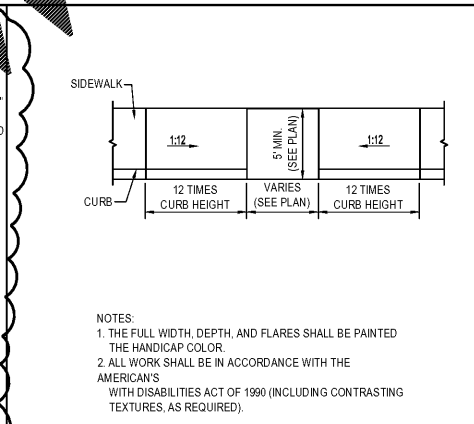 SIDEWALK
1:12
5' MIN.
(SEE PLAN)
1:12
CURB
12 TIMES
CURB HEIGHT
VARIES
(SEE PLAN)
12 TIMES
CURB HEIGHT
NOTES:
1. THE FULL WIDTH, DEPTH, AND FLARES SHALL BE PAINTED
THE HANDICAP COLOR.
2. ALL WORK SHALL BE IN ACCORDANCE WITH THE
AMERICAN'S
WITH DISABILITIES ACT OF 1990 (INCLUDING CONTRASTING
TEXTURES, AS REQUIRED).